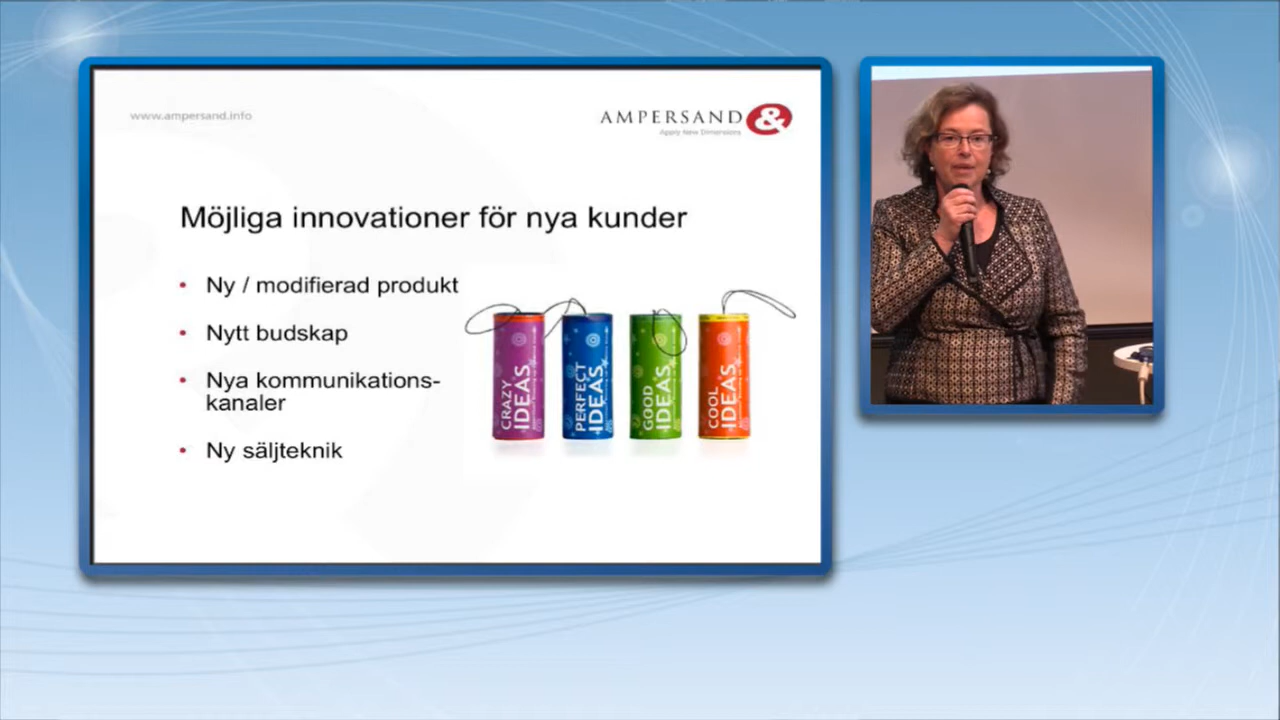 www.ampersand.info
AMPERSAND &
Apply New Dimensions
Möjliga innovationer för nya kunder
• Ny / modifierad produkt
• Nytt budskap
• Nya kommunikations-
kanaler
• Ny säljteknik
CRAZY
IDEAS
PERFECT
IDEAS
GOOD
IDEAS
COOL
IDEAS